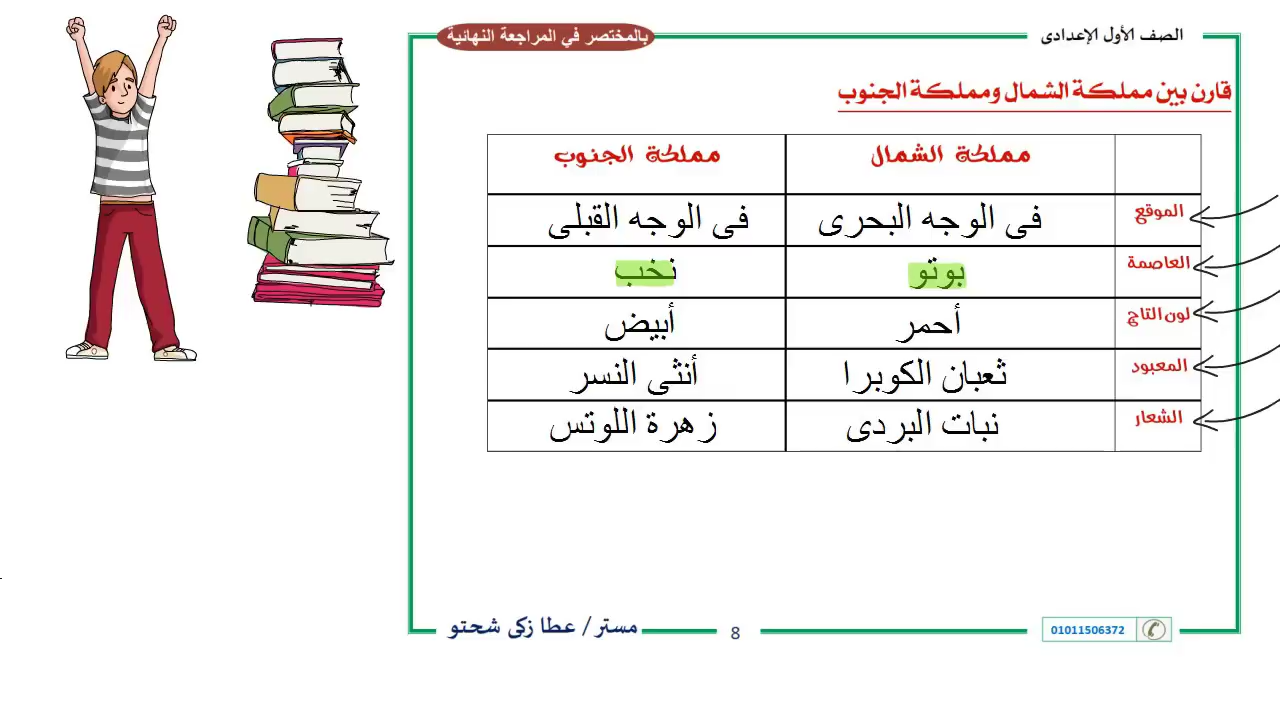 الصف الأول الإعدادى
بالمختصر في المراجعة النهائية
قارن بين مملكة الشمال ومملكة الجنوب
مملكة الشمال مملكة الجنوب
الموقع فى الوجه البحرى فى الوجه القبلى
العاصمة بوتو نخب
لون التاج أحمر أبيض
المعبود ثعبان الكوبرا أنثى النسر
الشعار نبات البردى زهرة اللوتس
01011506372
8
مستر / عطا زكى شحتو